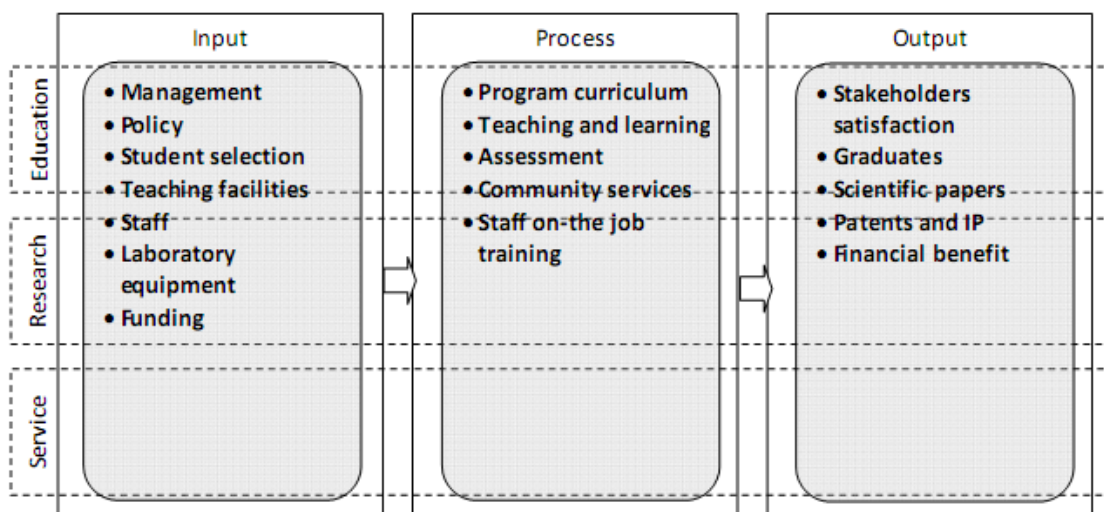 Input
Process
Output
Education
Research
Service
• Management
• Policy
• Student selection
• Teaching facilities
• Staff
• Laboratory
equipment
• Funding
• Program curriculum
• Teaching and learning
• Assessment
• Community services
• Staff on-the job
training
• Stakeholders
satisfaction
• Graduates
• Scientific papers
• Patents and IP
• Financial benefit